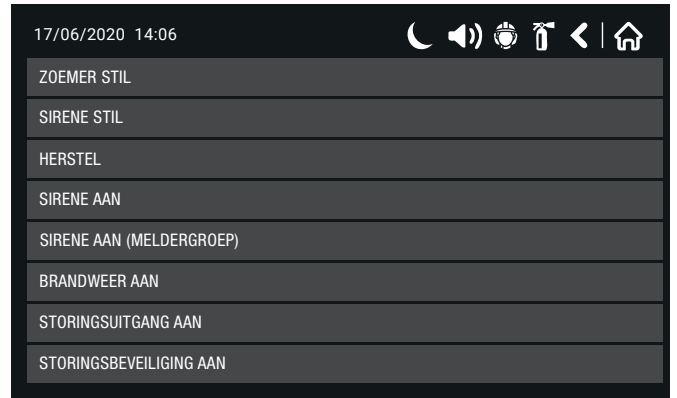 17/06/2020 14:06
ZOEMER STIL
SIRENE STIL
HERSTEL
SIRENE AAN
SIRENE AAN (MELDERGROEP)
BRANDWEER AAN
STORINGSUITGANG AAN
STORINGSBEVEILIGING AAN